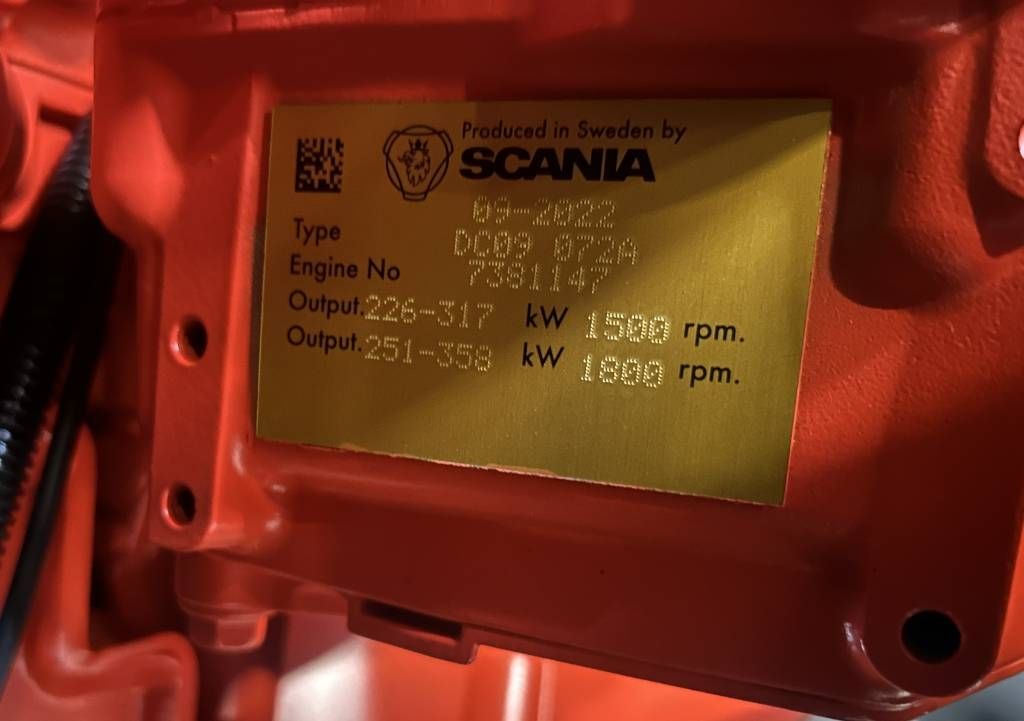 Produced in Sweden by
SCANIA
09-2022
Type DC09 072A
Engine No 7381147
Output. 226-317 kW 1500 rpm.
Output. 251-358 kW 1800 rpm.